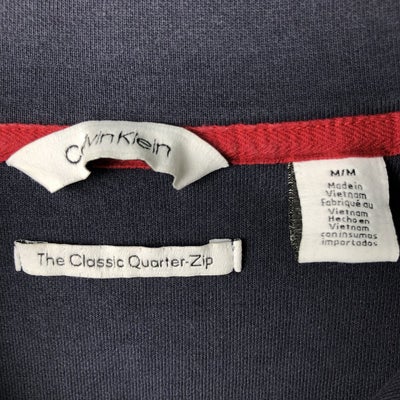 Calvin Klein
M/M
Made in
Vietnam
Fabriqué au
Vietnam
Hecho en
Vietnam
con insumos
importados
The Classic Quarter-Zip